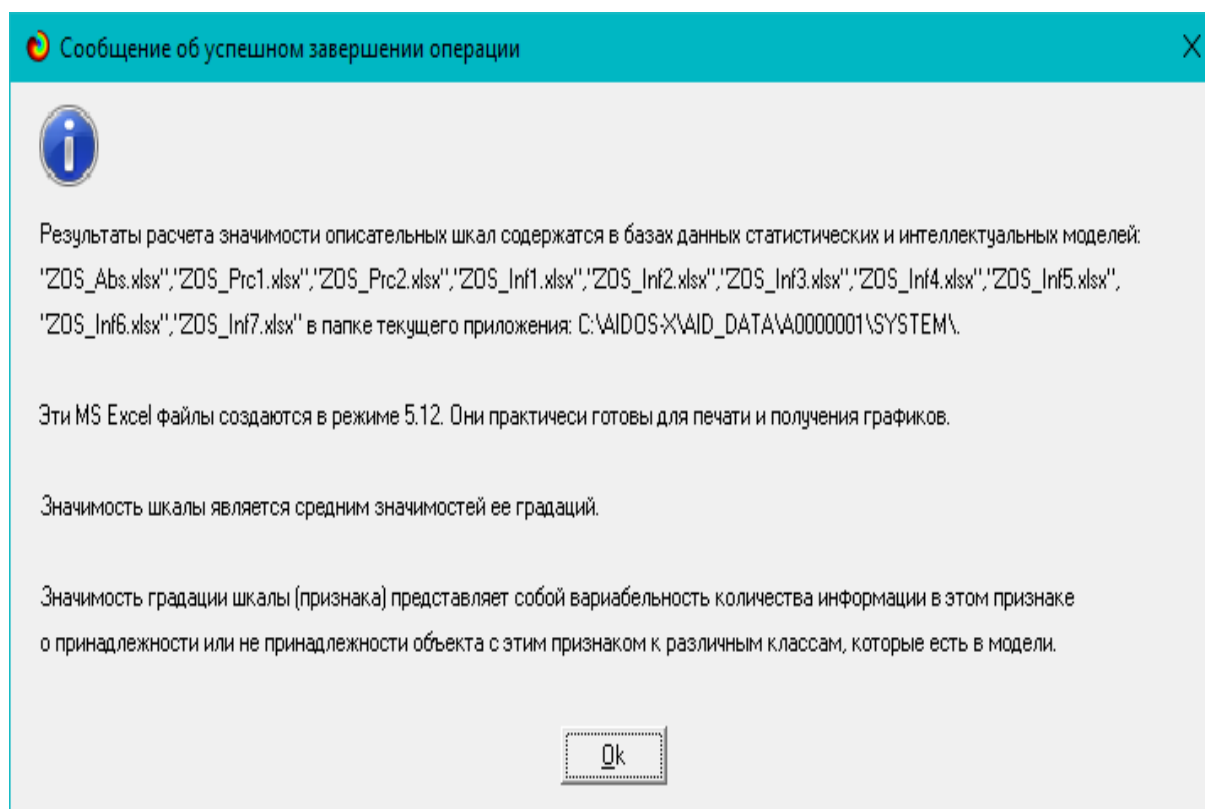 Сообщение об успешном завершении операции
X
i
Результаты расчета значимости описательных шкал содержатся в базах данных статистических и интеллектуальных моделей:
"ZOS_Abs.xlsx","ZOS_Prc1.xlsx","ZOS_Prc2.xlsx","ZOS_Inf1.xlsx","ZOS_Inf2.xlsx","ZOS_Inf3.xlsx","ZOS_Inf4.xlsx","ZOS_Inf5.xlsx",
"ZOS_Inf6.xlsx","ZOS_Inf7.xlsx" в папке текущего приложения: C:\AIDOS-X\AID_DATA\A0000001\SYSTEM\.
Эти MS Excel файлы создаются в режиме 5.12. Они практичеси готовы для печати и получения графиков.
Значимость шкалы является средним значимостей ее градаций.
Значимость градации шкалы (признака) представляет собой вариабельность количества информации в этом признаке
о принадлежности или не принадлежности объекта с этим признаком к различным классам, которые есть в модели.
Ok